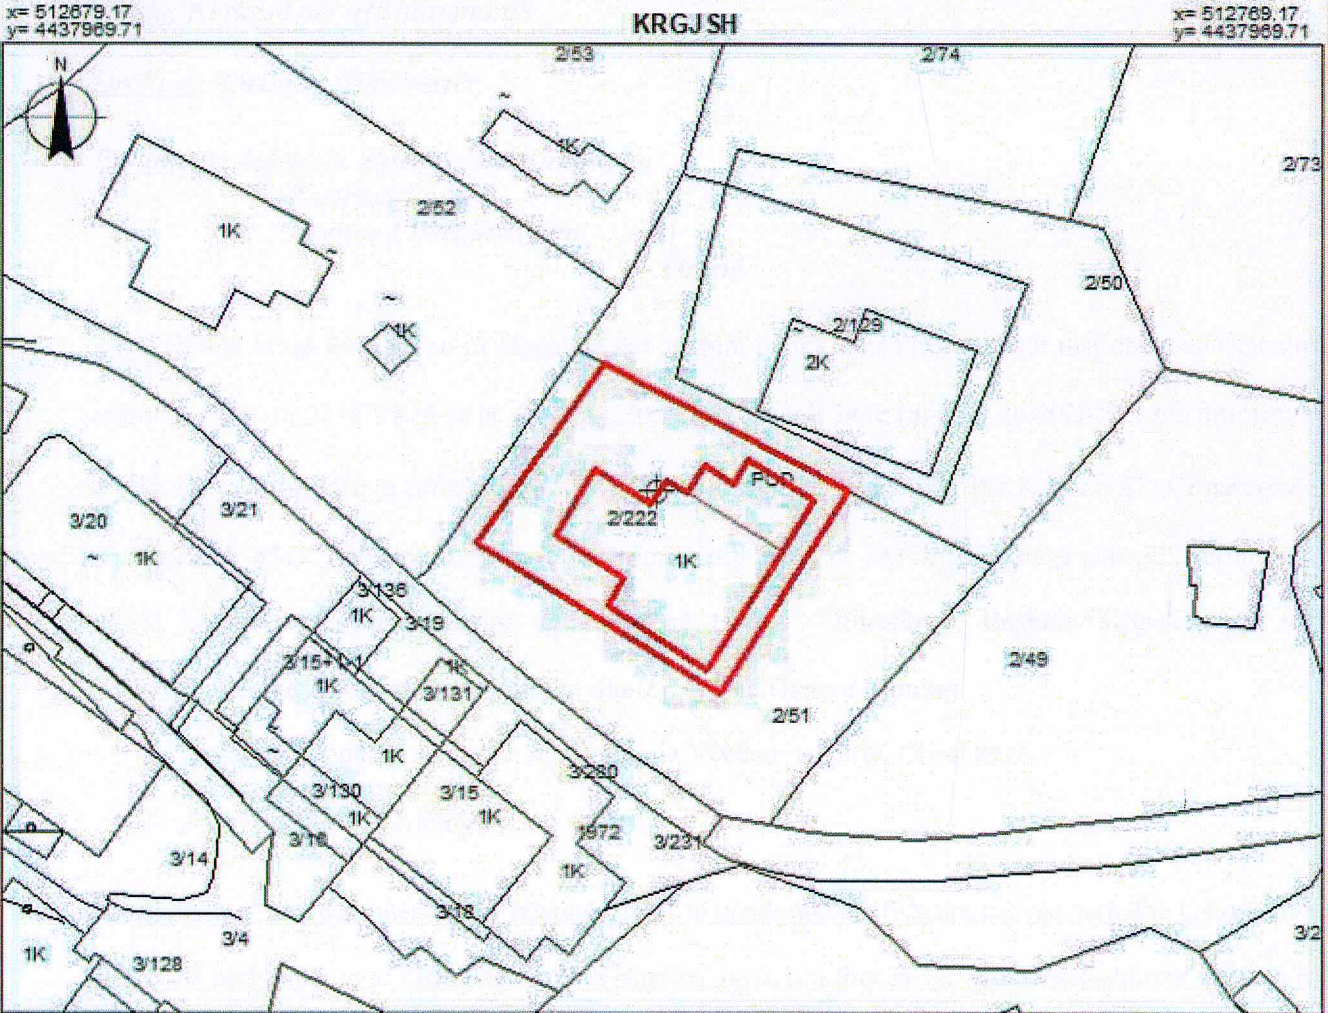 x= 512679.17
y= 4437969.71
KRGJSH
x= 512769.17
y= 4437969.71
N
2/53
2/74
~
1K
2/73
2/52
1K
~
2/50
~
1K
2/129
2K
POD
2/222
3/21
3/20
~
1K
1K
3/136
1K
3/19
3/15+1-1
1K
1K
3/131
2/49
2/51
~
~
1K
3/280
3/130
3/15
1K
1K
1972
3/16
3/231
3/14
1K
3/18
3/4
1K
3/128